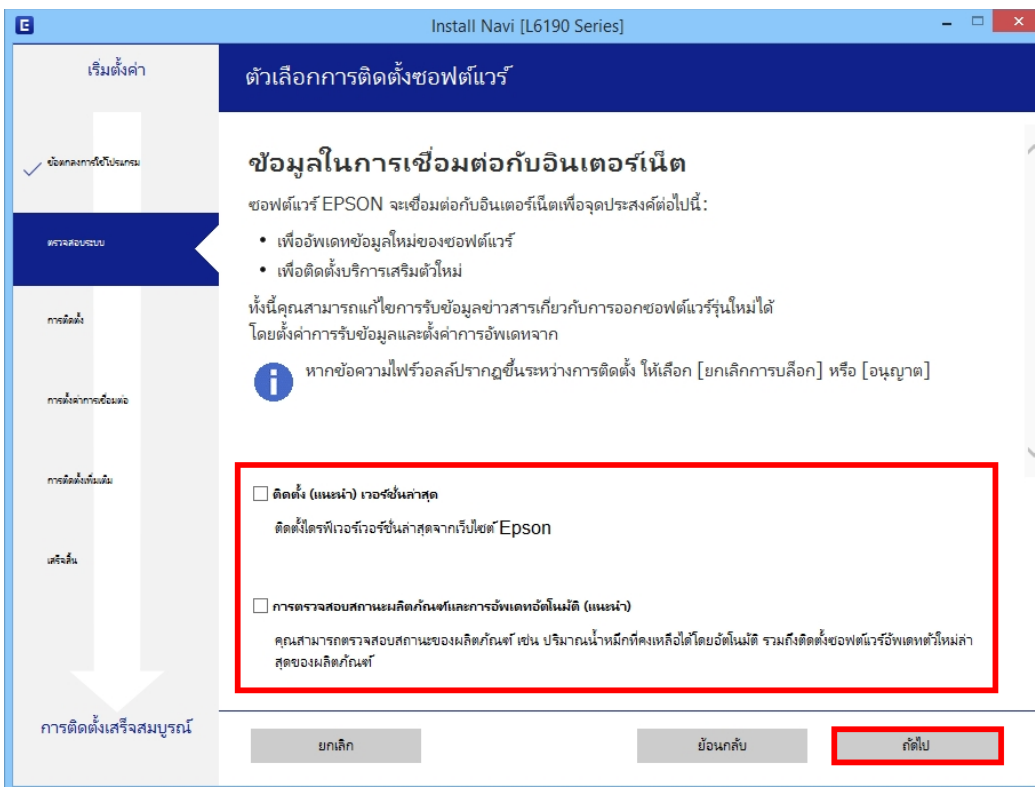 Install Navi [L6190 Series]
เริ่มตั้งค่า
ตัวเลือกการติดตั้งซอฟต์แวร์
ข้อตกลงการใช้โปรแกรม
ตรวจสอบระบบ
การติดตั้ง
การตั้งค่าการเชื่อมต่อ
การติดตั้งเพิ่มเติม
เสร็จสิ้น
การติดตั้งเสร็จสมบูรณ์
ข้อมูลในการเชื่อมต่อกับอินเตอร์เน็ต
ซอฟต์แวร์ EPSON จะเชื่อมต่อกับอินเตอร์เน็ตเพื่อจุดประสงค์ต่อไปนี้:
• เพื่ออัพเดทข้อมูลใหม่ของซอฟต์แวร์
• เพื่อติดตั้งบริการเสริมตัวใหม่
ทั้งนี้คุณสามารถแก้ไขการรับข้อมูลข่าวสารเกี่ยวกับการออกซอฟต์แวร์รุ่นใหม่ได้
โดยตั้งค่าการรับข้อมูลและตั้งค่าการอัพเดทจาก
หากข้อความไฟร์วอลล์ปรากฏขึ้นระหว่างการติดตั้ง ให้เลือก [ยกเลิกการบล็อก] หรือ [อนุญาต]
ติดตั้ง (แนะนำ) เวอร์ชั่นล่าสุด
ติดตั้งไดรฟ์เวอร์เวอร์ชั่นล่าสุดจากเว็บไซต์ Epson
การตรวจสอบสถานะผลิตภัณฑ์และการอัพเดทอัตโนมัติ (แนะนำ)
คุณสามารถตรวจสอบสถานะของผลิตภัณฑ์ เช่น ปริมาณน้ำหมึกที่คงเหลือได้โดยอัตโนมัติ รวมถึงติดตั้งซอฟต์แวร์อัพเดทตัวใหม่ล่า
สุดของผลิตภัณฑ์
ยกเลิก
ย้อนกลับ
ถัดไป